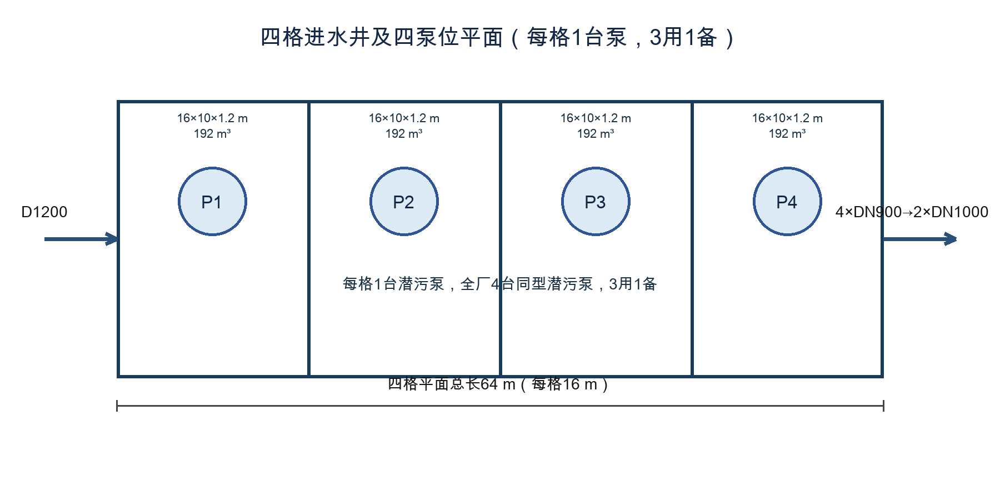 四格进水井及四泵位平面（每格1台泵，3用1备）
16×10×1.2 m
192 m³
16×10×1.2 m
192 m³
16×10×1.2 m
192 m³
16×10×1.2 m
192 m³
P1
P2
P3
P4
D1200
4×DN900→2×DN1000
每格1台潜污泵，全厂4台同型潜污泵，3用1备
四格平面总长64 m（每格16 m）